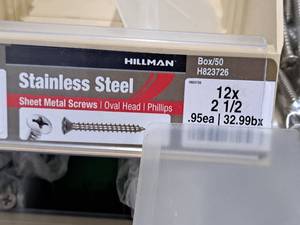 HILLMAN
Box/50
H823726
Stainless Steel
Sheet Metal Screws | Oval Head | Phillips
12x
2 1/2
.95ea | 32.99bx